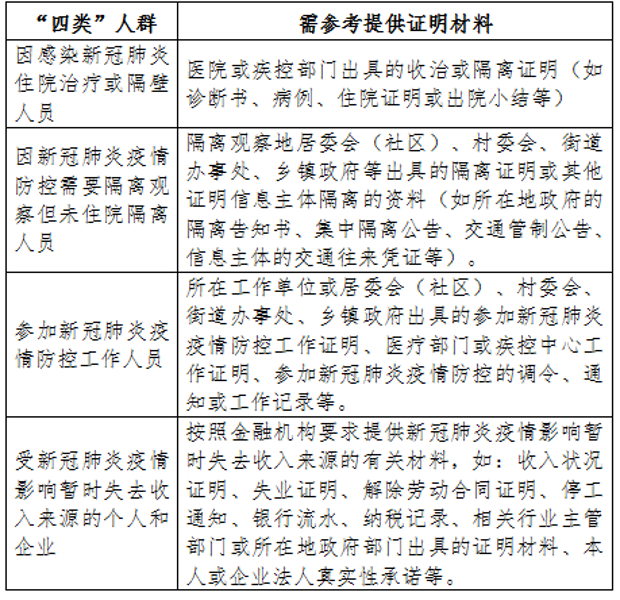 “四类”人群
需参考提供证明材料
因感染新冠肺炎
住院治疗或隔壁
人员
医院或疾控部门出具的收治或隔离证明（如
诊断书、病例、住院证明或出院小结等）
因新冠肺炎疫情
防控需要隔离观
察但未住院隔离
人员
隔离观察地居委会（社区）、村委会、街道
办事处、乡镇政府等出具的隔离证明或其他
证明信息主体隔离的资料（如所在地政府的
隔离告知书、集中隔离公告、交通管制公告、
信息主体的交通往来凭证等）。
参加新冠肺炎疫
情防控工作人员
所在工作单位或居委会（社区）、村委会、
街道办事处、乡镇政府出具的参加新冠肺炎
疫情防控工作证明、医疗部门或疾控中心工
作证明、参加新冠肺炎疫情防控的调令、通
知或工作记录等。
受新冠肺炎疫情
影响暂时失去收
入来源的个人和
企业
按照金融机构要求提供新冠肺炎疫情影响暂
时失去收入来源的有关材料，如：收入状况
证明、失业证明、解除劳动合同证明、停工
通知、银行流水、纳税记录、相关行业主管
部门或所在地政府部门出具的证明材料、本
人或企业法人真实性承诺等。